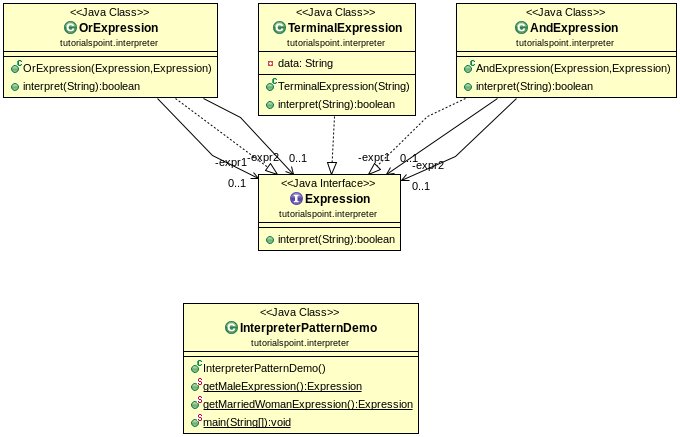 <<Java Class>>
OrExpression
tutorialspoint.interpreter
OrExpression(Expression,Expression)
interpret(String):boolean
<<Java Class>>
TerminalExpression
tutorialspoint.interpreter
data: String
TerminalExpression(String)
interpret(String):boolean
<<Java Class>>
AndExpression
tutorialspoint.interpreter
AndExpression(Expression,Expression)
interpret(String):boolean
-expr1
0..1
-expr2
0..1
-expr1
0..1
-expr2
0..1
<<Java Interface>>
Expression
tutorialspoint.interpreter
interpret(String):boolean
<<Java Class>>
InterpreterPatternDemo
tutorialspoint.interpreter
InterpreterPatternDemo()
getMaleExpression():Expression
getMarriedWomanExpression():Expression
main(String[]):void